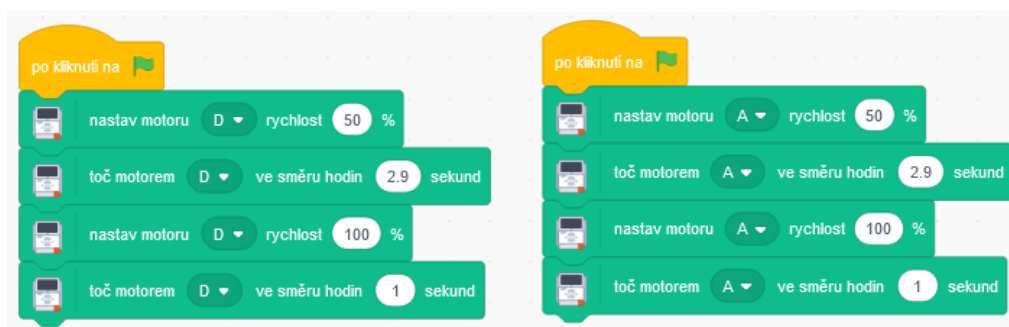 po kliknutí na
nastav motoru D rychlost 50 %
toč motorem D ve směru hodin 2.9 sekund
nastav motoru D rychlost 100 %
toč motorem D ve směru hodin 1 sekund
po kliknutí na
nastav motoru A rychlost 50 %
toč motorem A ve směru hodin 2.9 sekund
nastav motoru A rychlost 100 %
toč motorem A ve směru hodin 1 sekund